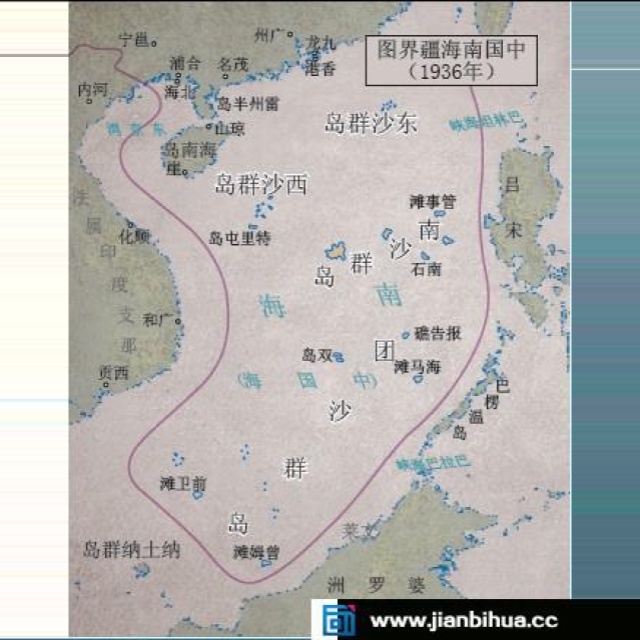 图界疆海南国中
（1936年）
宁邕
州广
龙九
港香
浦合
名茂
内河
海北
岛半州雷
湾京东
山琼
岛南海
崖
岛群沙东
峡海坦林巴
岛群沙西
岛屯里特
滩事管
南
沙
群
岛
石南
吕
宋
法
属
印
度
支
那
化顺
和广
贡西
海 南
（海 国 中）
礁告报
岛双
滩马海
团
沙
群
岛
巴
楞
温
岛
峡海巴拉巴
滩卫前
滩姆曾
岛群纳土纳
莱文
洲 罗 婆
www.jianbihua.cc